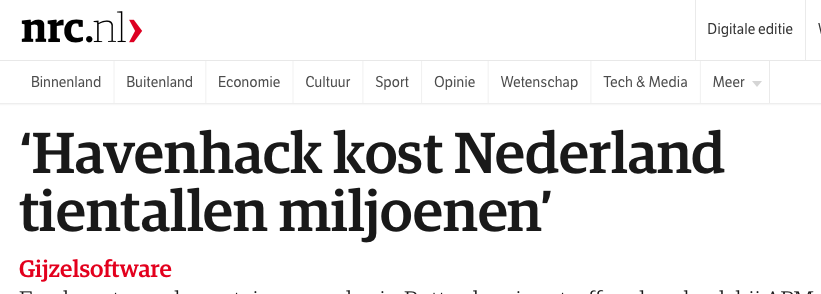 nrc.nl
Digitale editie
Binnenland Buitenland Economie Cultuur Sport Opinie Wetenschap Tech & Media Meer
‘Havenhack kost Nederland
tientallen miljoenen’
Gijzelsoftware